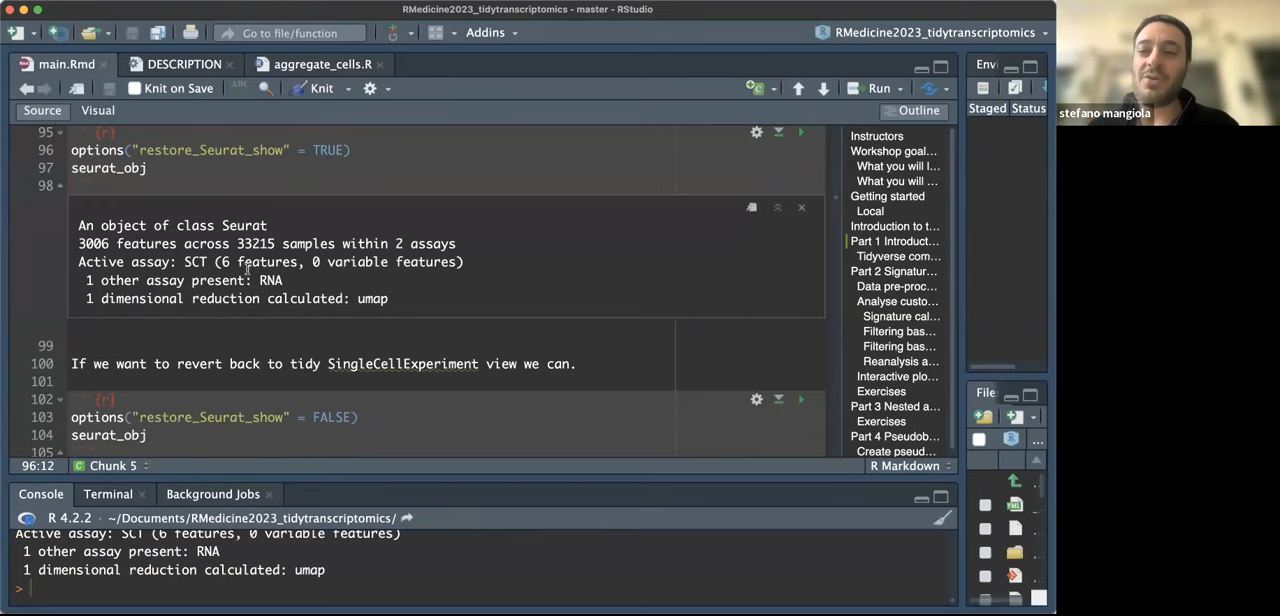 RMedicine2023_tidytranscriptomics - master - RStudio
Go to file/function
Addins
RMedicine2023_tidytranscriptomics
main.Rmd
DESCRIPTION
aggregate_cells.R
Knit on Save
ABC
Knit
Run
Source
Visual
Outline
95 ```{r}
96 options("restore_Seurat_show" = TRUE)
97 seurat_obj
98
An object of class Seurat
3006 features across 33215 samples within 2 assays
Active assay: SCT (6 features, 0 variable features)
1 other assay present: RNA
1 dimensional reduction calculated: umap
99
100 If we want to revert back to tidy SingleCellExperiment view we can.
101
102 ```{r}
103 options("restore_Seurat_show" = FALSE)
104 seurat_obj
105
96:12
Chunk 5
R Markdown
Instructors
Workshop goal...
What you will l...
What you will ...
Getting started
Local
Introduction to t...
Part 1 Introduct...
Tidyverse com...
Part 2 Signatur...
Data pre-proc...
Analyse custo...
Signature cal...
Filtering bas...
Filtering bas...
Reanalysis a...
Interactive plo...
Exercises
Part 3 Nested a...
Exercises
Part 4 Pseudob...
Create pseud...
Envi
Staged Status
Files
Console
Terminal
Background Jobs
R 4.2.2 · ~/Documents/RMedicine2023_tidytranscriptomics/
Active assay: SCT (6 features, 0 variable features)
1 other assay present: RNA
1 dimensional reduction calculated: umap
>
stefano mangiola